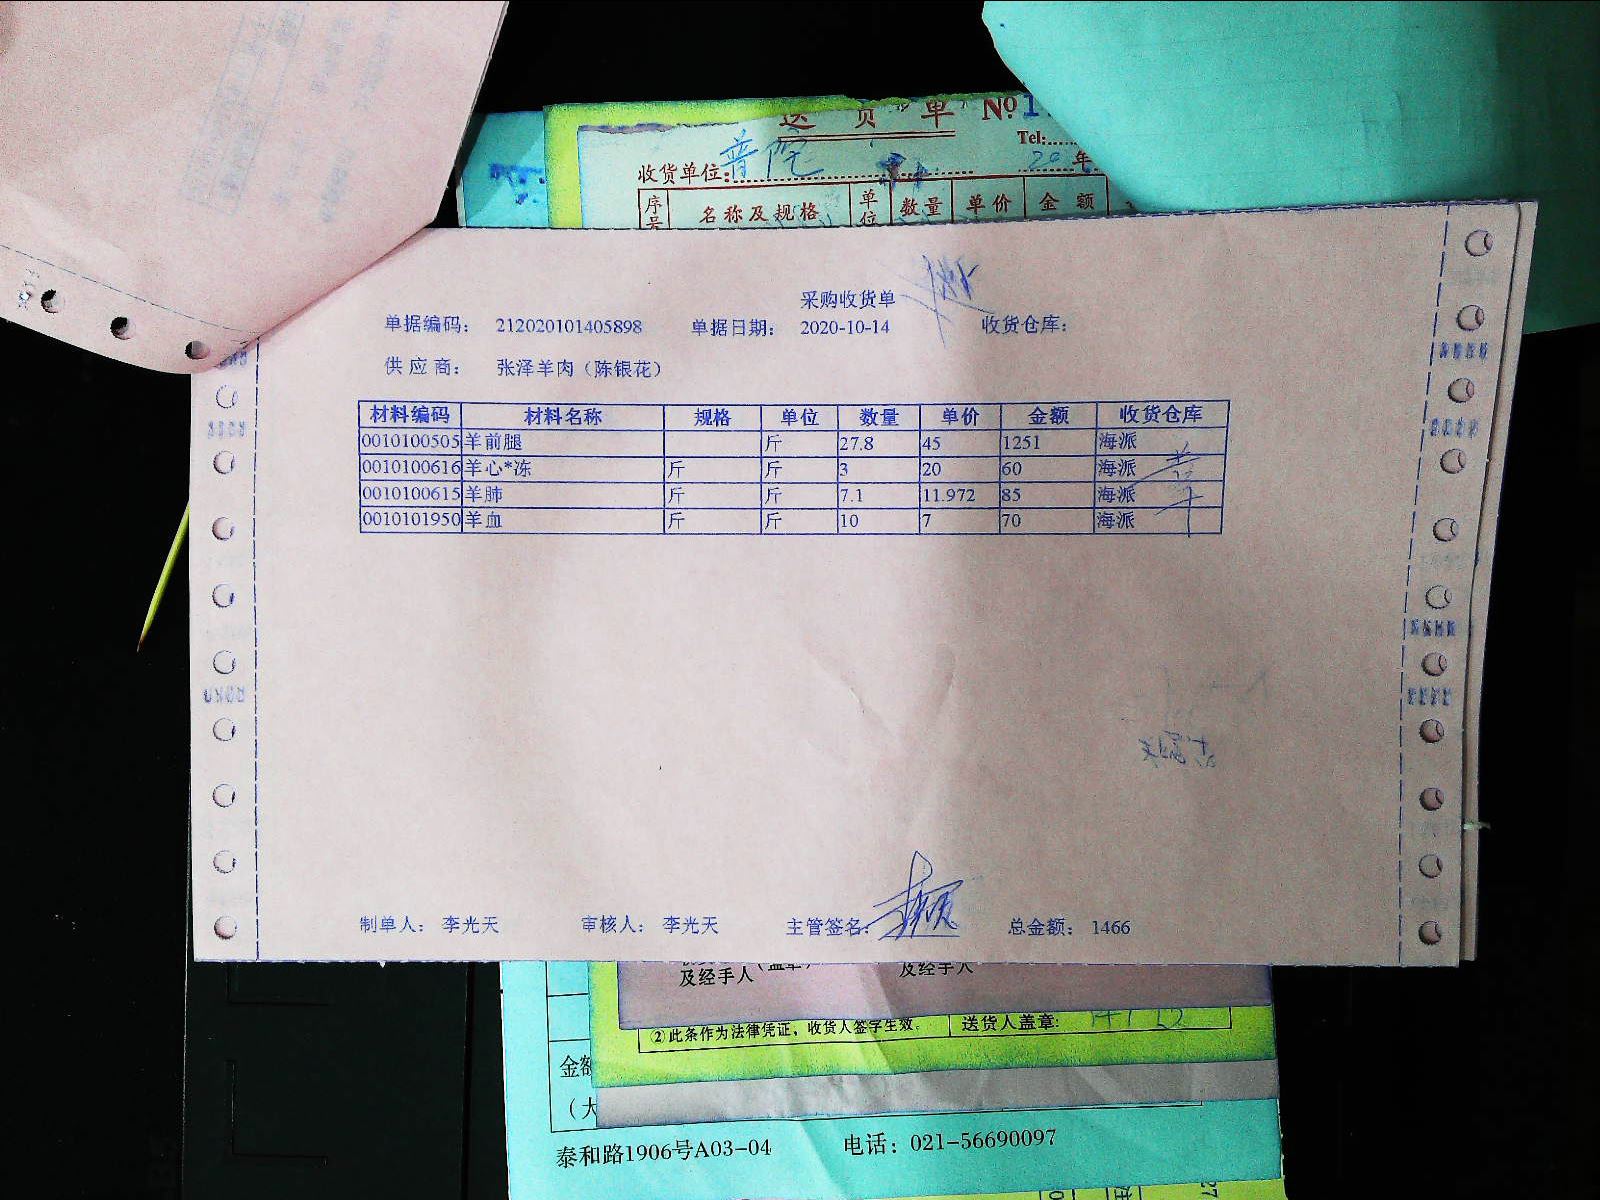 送货单 №1
Tel:
收货单位: 普陀
20 年
序号 名称及规格 单位 数量 单价 金额
采购收货单
单据编码: 212020101405898 单据日期: 2020-10-14 收货仓库:
供应商: 张泽羊肉（陈银花）
材料编码 材料名称 规格 单位 数量 单价 金额 收货仓库
0010100505 羊前腿 斤 27.8 45 1251 海派
0010100616 羊心*冻 斤 斤 3 20 60 海派
0010100615 羊肺 斤 斤 7.1 11.972 85 海派
0010101950 羊血 斤 斤 10 7 70 海派
制单人: 李光天 审核人: 李光天 主管签名: 总金额: 1466
及经手人 及经手人
②此条作为法律凭证，收货人签字生效. 送货人盖章:
金额
（大
泰和路1906号A03-04 电话: 021-56690097